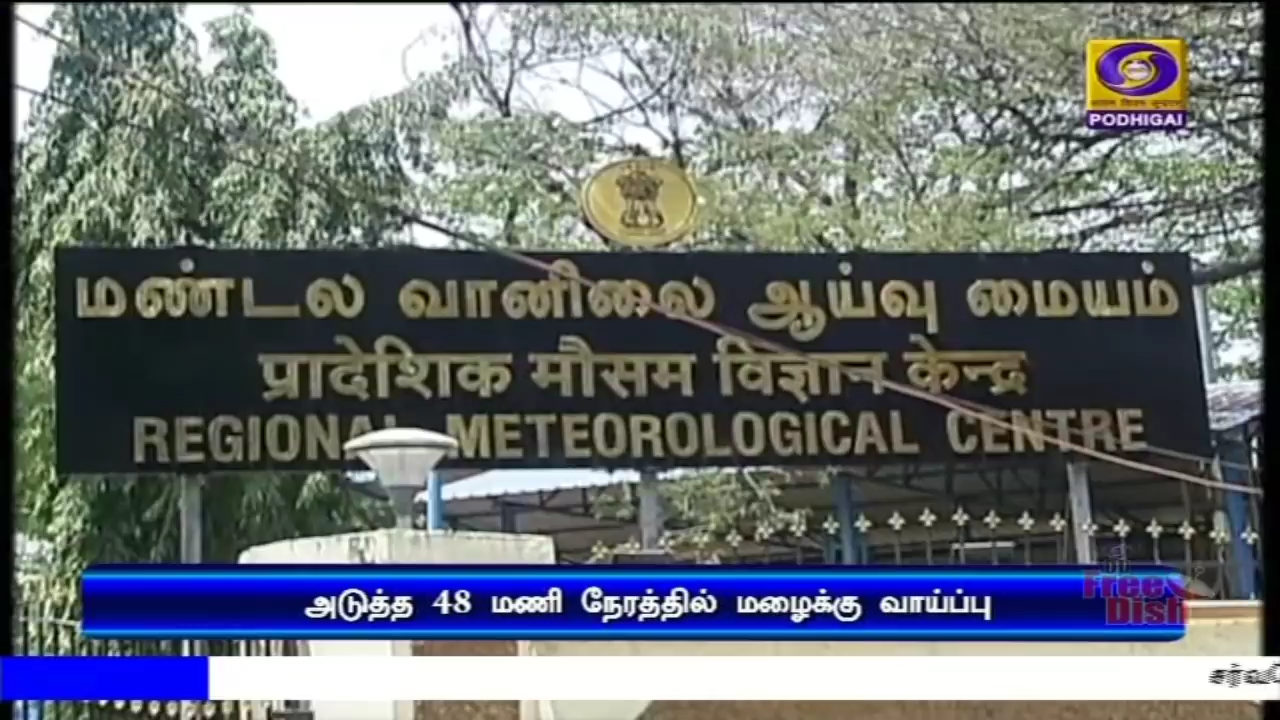 PODHIGAI
மண்டல வானிலை ஆய்வு மையம்
प्रादेशिक मौसम विज्ञान केन्द्र
REGIONAL METEOROLOGICAL CENTRE
அடுத்த 48 மணி நேரத்தில் மழைக்கு வாய்ப்பு
Free
Dish